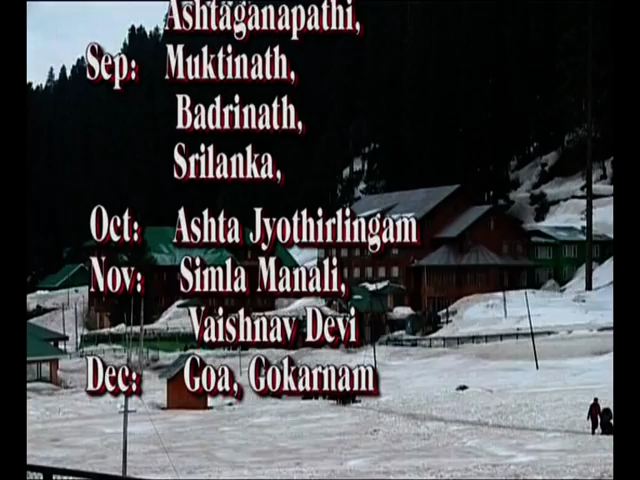 Ashtaganapathi,
Sep: Muktinath,
Badrinath,
Srilanka,
Oct: Ashta Jyothirlingam
Nov: Simla Manali,
Vaishnav Devi
Dec: Goa, Gokarnam